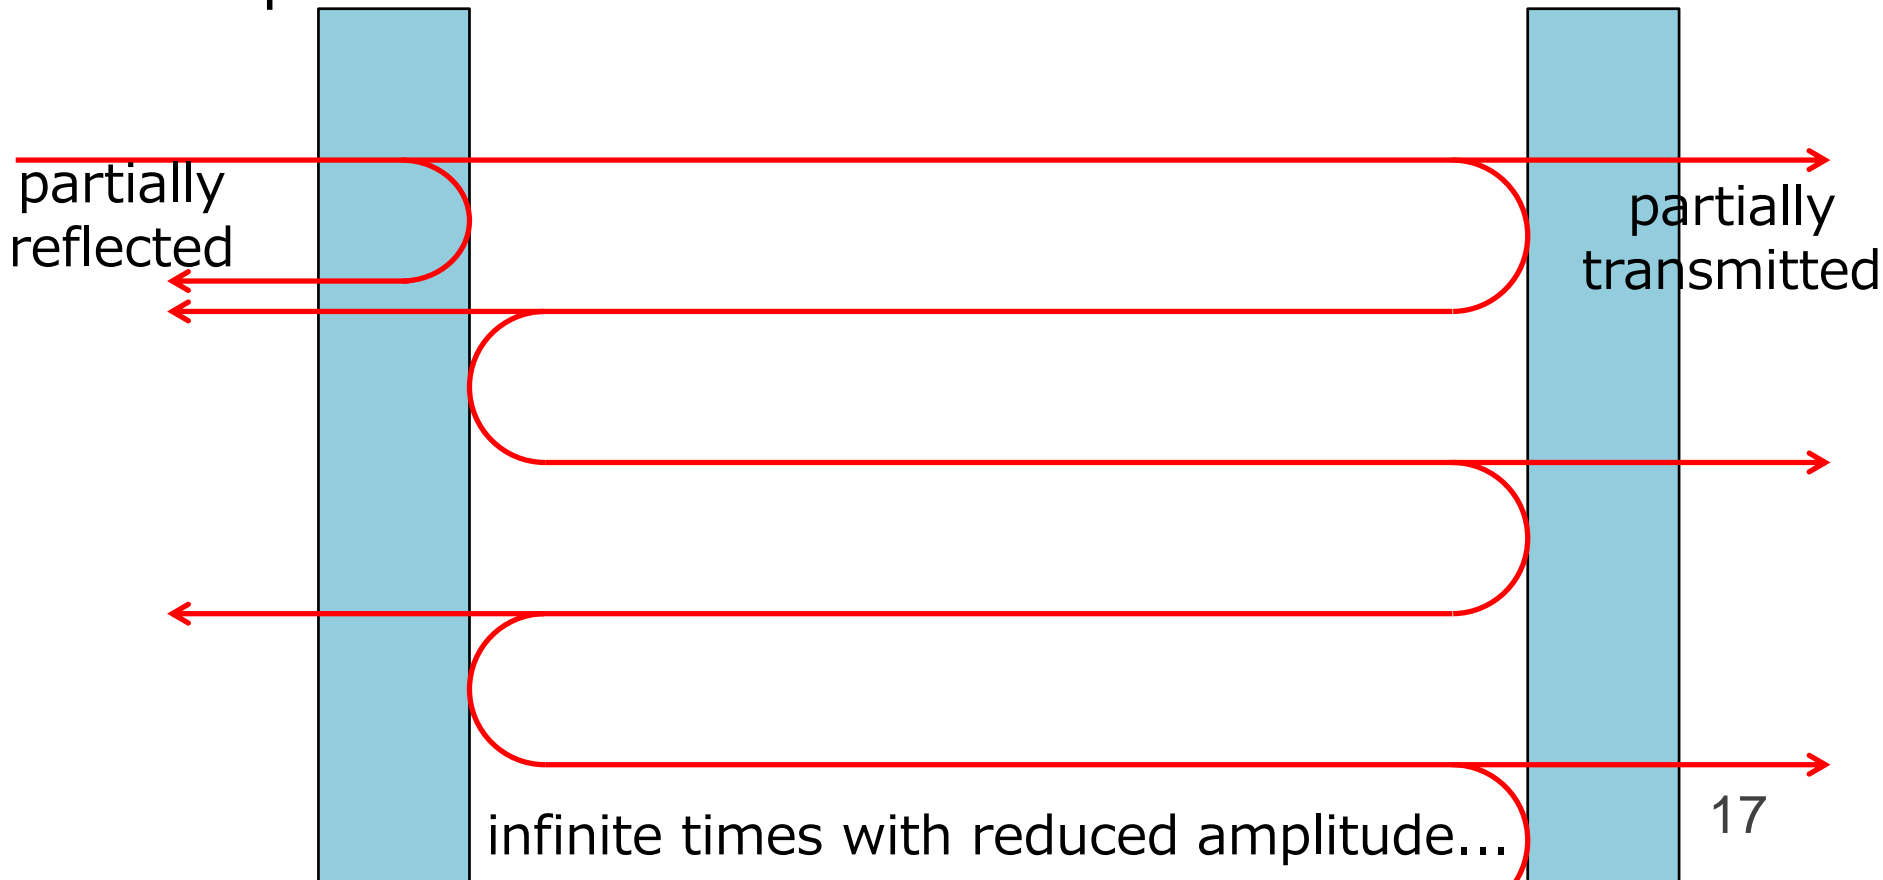 partially
reflected
partially
transmitted
infinite times with reduced amplitude...
17